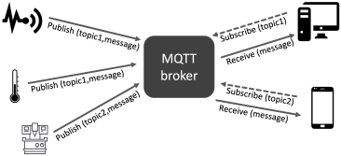 Publish (topic1,message)
Subscribe (topic1)
Receive (message)
MQTT
broker
Publish (topic1,message)
Subscribe (topic2)
Receive (message)
Publish (topic2,message)